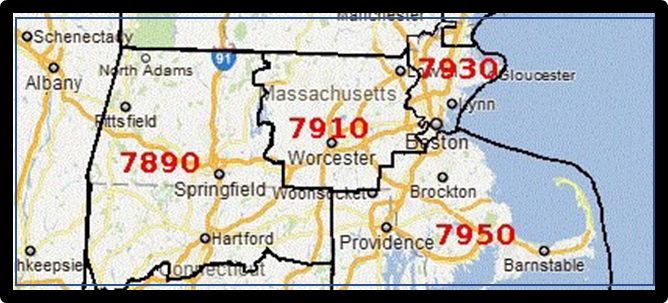 Manchester
Schenectady
91
North Adams
7930
Gloucester
Albany
Massachusetts
Lynn
Pittsfield
7910
Boston
Worcester
7890
Springfield
Woonsocket
Brockton
Hartford
Providence
7950
hkeepsie
Connecticut
Barnstable